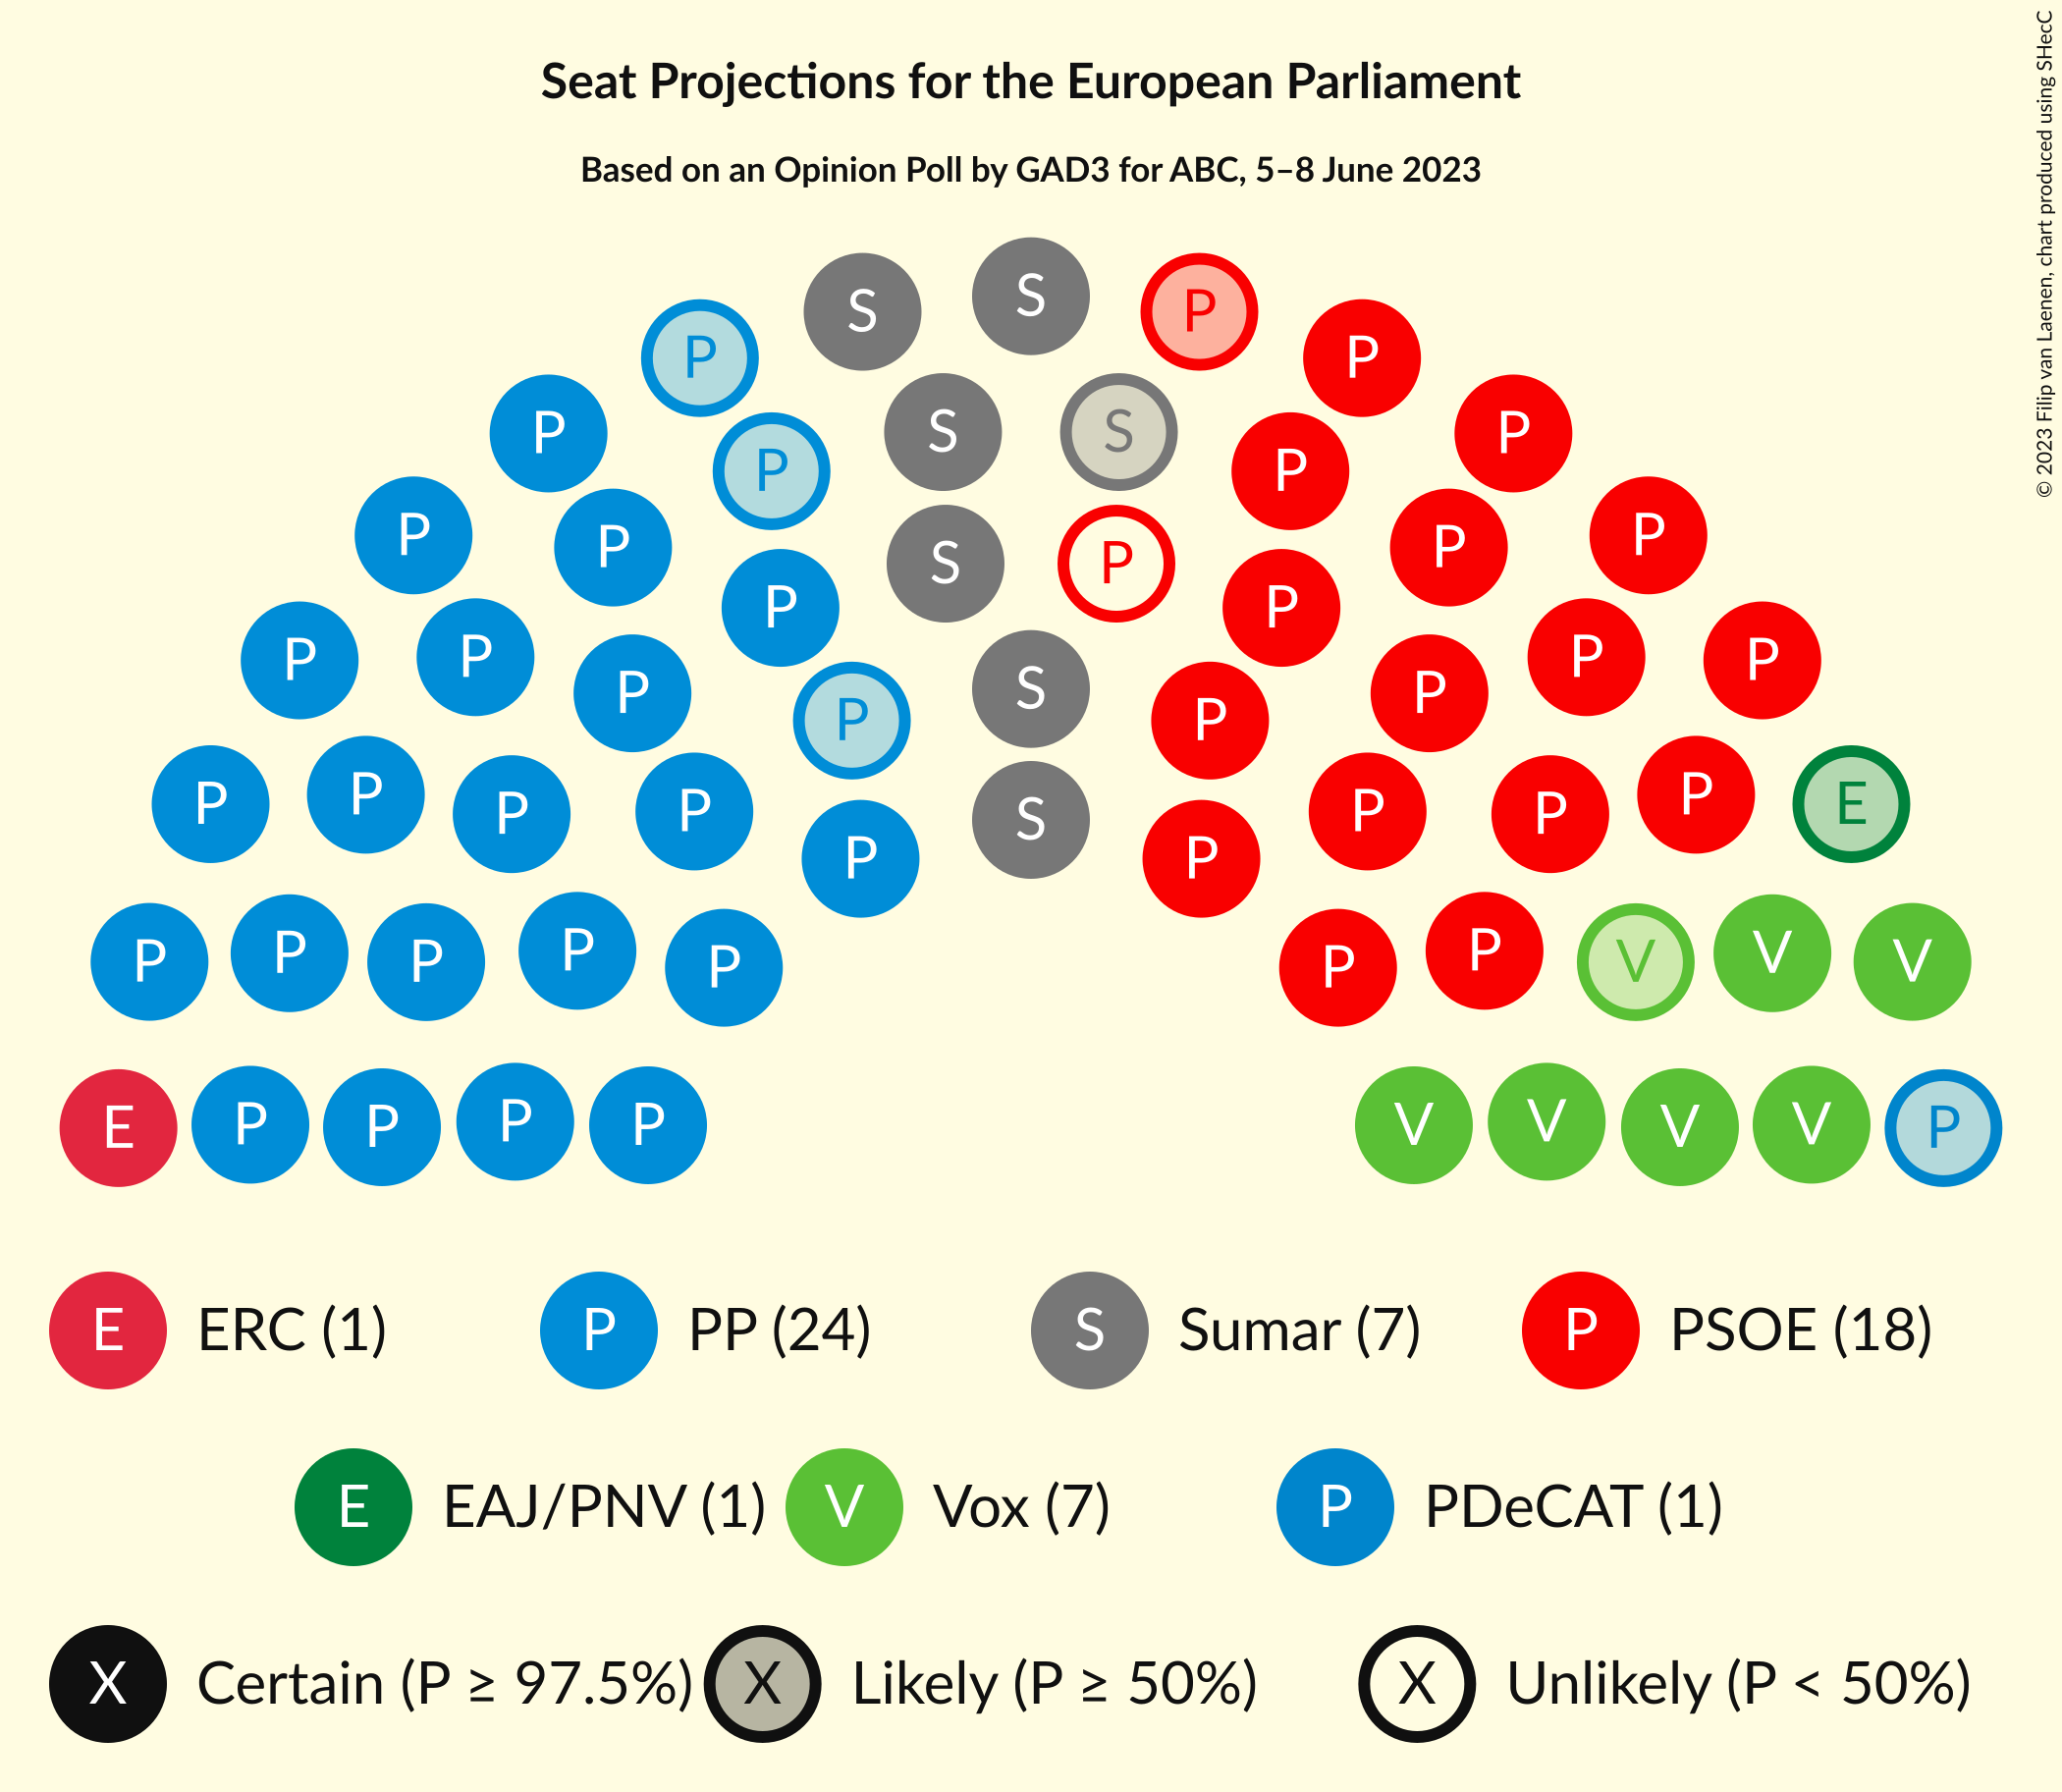 Seat Projections for the European Parliament
Based on an Opinion Poll by GAD3 for ABC, 5–8 June 2023
© 2023 Filip van Laenen, chart produced using SHecC
S
S P
P P
P S S P
P P
P P
P P
S P
P P
P P P P
P S P
P P
P P P P S P P P E
P P
P P P P P P P V V V
E P P P P V V V V P
E ERC (1) P PP (24) S Sumar (7) P PSOE (18)
E EAJ/PNV (1) V Vox (7) P PDeCAT (1)
X Certain (P ≥ 97.5%) X Likely (P ≥ 50%) X Unlikely (P < 50%)